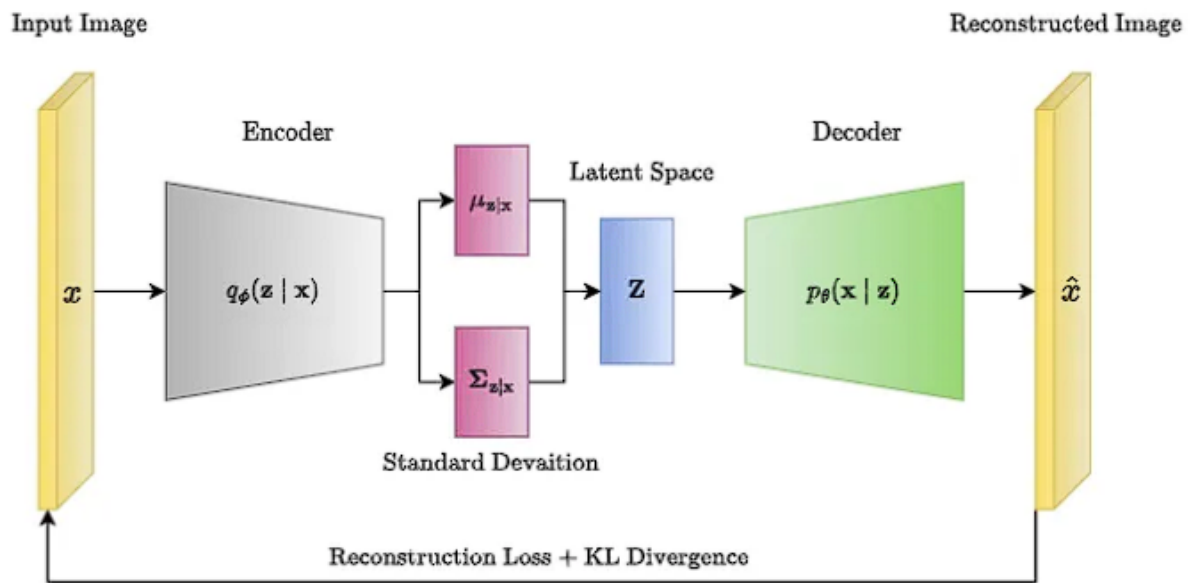 Input Image
Reconstructed Image
Encoder
Decoder
Latent Space
μz|x
x
qϕ(z | x)
Z
pθ(x | z)
x̂
Σz|x
Standard Devaition
Reconstruction Loss + KL Divergence